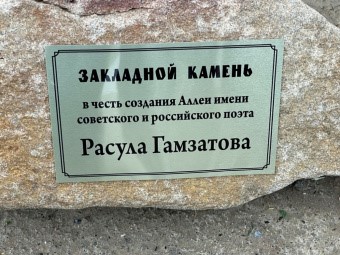 ЗАКЛАДНОЙ КАМЕНЬ
в честь создания Аллеи имени
советского и российского поэта
Расула Гамзатова